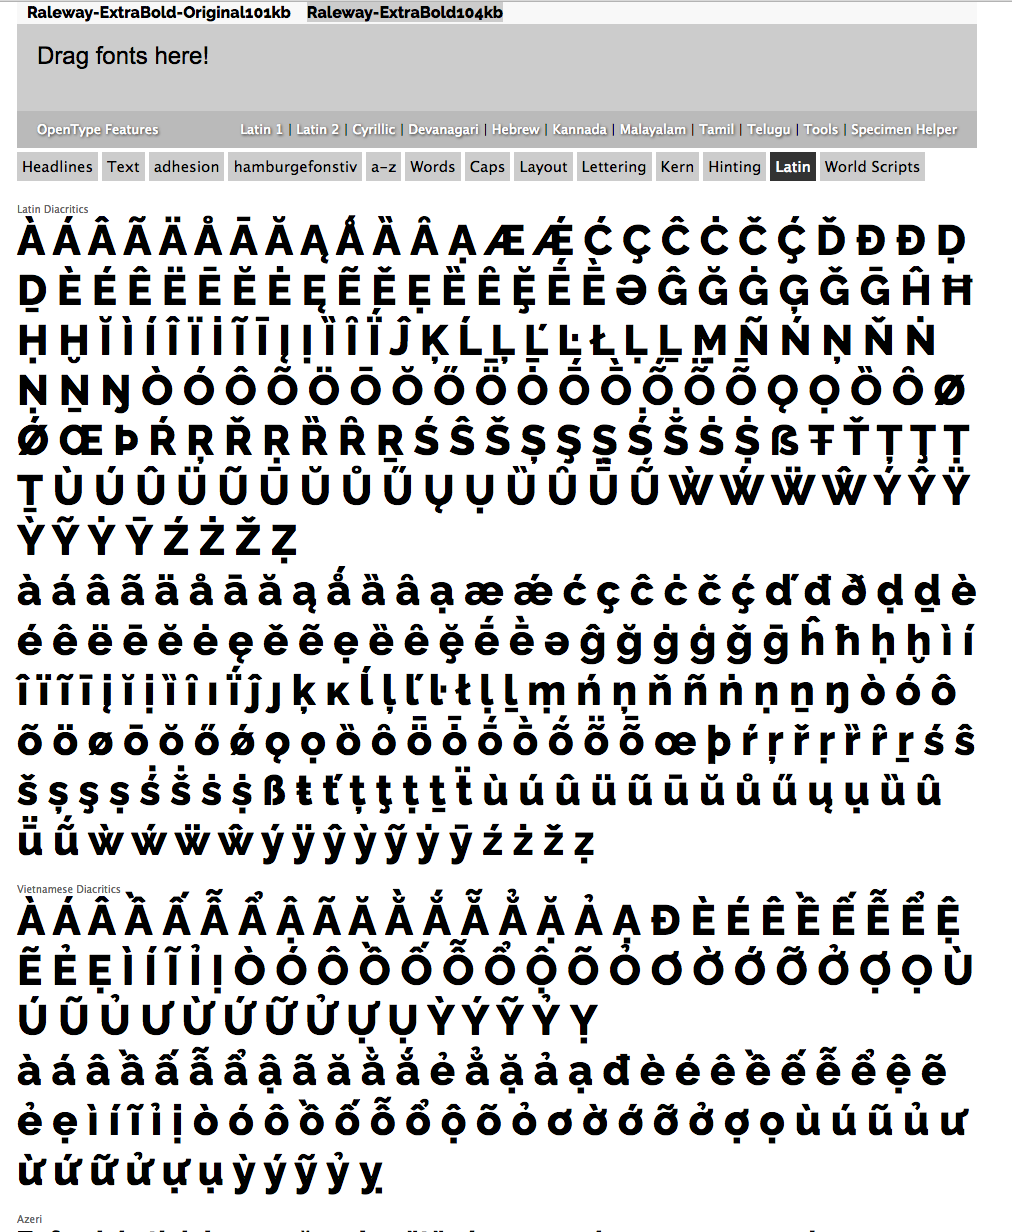 Raleway-ExtraBold-Original101kb Raleway-ExtraBold104kb
Drag fonts here!
OpenType Features Latin 1 | Latin 2 | Cyrillic | Devanagari | Hebrew | Kannada | Malayalam | Tamil | Telugu | Tools | Specimen Helper
Headlines Text adhesion hamburgefonstiv a-z Words Caps Layout Lettering Kern Hinting Latin World Scripts
Latin Diacritics
À Á Â Ã Ä Å Ā Ă Ą Ǻ Ȁ Ȃ Ạ Æ Ǽ Ć Ç Ĉ Ċ Č Ḉ Ď Đ Ð Ḍ
Ḏ È É Ê Ë Ē Ĕ Ė Ę Ẽ Ẹ Ȅ Ȇ Ḝ Ḗ Ḕ Ə Ĝ Ğ Ġ Ģ Ǧ Ḡ Ĥ Ħ
Ḥ Ḫ Ĭ Ì Í Î Ï İ Ĩ Ī Į Ị Ȉ Ȋ Ḯ Ĵ Ķ Ĺ Ļ Ľ Ŀ Ł Ḷ Ḻ Ṃ Ñ Ń Ņ Ň Ṅ
Ṇ Ṉ Ŋ Ò Ó Ô Õ Ö Ō Ŏ Ő Ȫ Ȱ Ṓ Ṑ Ṍ Ṏ Ȭ Ǫ Ọ Ȍ Ȏ Ø
Ǿ Œ Þ Ŕ Ŗ Ř Ṛ Ȑ Ȓ Ṟ Ś Ŝ Š Ș Ş Ṣ Ṥ Ṧ Ṡ Ṩ ẞ Ŧ Ť Ț Ţ Ṭ
Ṯ Ù Ú Û Ü Ũ Ū Ŭ Ů Ű Ų Ụ Ȕ Ȗ Ṻ Ṹ Ẁ Ẃ Ẅ Ŵ Ý Ŷ Ÿ
Ỳ Ỹ Ẏ Ȳ Ź Ż Ž Ẓ
à á â ã ä å ā ă ą ǻ ȁ ȃ ạ æ ǽ ć ç ĉ ċ č ḉ ď đ ð ḍ ḏ è
é ê ë ē ĕ ė ę ě ẽ ẹ ȅ ȇ ḝ ḗ ḕ ə ĝ ğ ġ ģ ǧ ḡ ĥ ħ ḥ ḫ ì í
î ï ĩ ī į ĭ ị ȉ ȋ ı ḯ ĵ ȷ ķ ĸ ĺ ļ ľ ŀ ł ḷ ḻ ṃ ń ņ ň ñ ṅ ṇ ṉ ŋ ò ó ô
õ ö ø ō ŏ ő ǿ ǫ ọ ȍ ȏ ȫ ȱ ṓ ṑ ṍ ṏ ȭ œ þ ŕ ŗ ř ṛ ȑ ȓ ṟ ś ŝ
š ș ş ṣ ṥ ṧ ṡ ṩ ß ŧ ť ț ţ ṭ ṯ ẗ ù ú û ü ũ ū ŭ ů ű ų ụ ȕ ȗ
ṻ ṹ ẁ ẃ ẅ ŵ ý ÿ ŷ ỳ ỹ ẏ ȳ ź ż ž ẓ
Vietnamese Diacritics
À Á Â Ầ Ấ Ẫ Ẩ Ậ Ã Ă Ằ Ắ Ẵ Ẳ Ặ Ả Ạ Đ È É Ê Ề Ế Ễ Ể Ệ
Ẽ Ẻ Ẹ Ì Í Ĩ Ỉ Ị Ò Ó Ô Ồ Ố Ỗ Ổ Ộ Õ Ỏ Ơ Ờ Ớ Ỡ Ở Ợ Ọ Ù
Ú Ũ Ủ Ư Ừ Ứ Ữ Ử Ự Ụ Ỳ Ý Ỹ Ỷ Ỵ
à á â ầ ấ ẫ ẩ ậ ã ă ằ ắ ẻ ẳ ặ ả ạ đ è é ê ề ế ễ ể ệ ẽ
ẻ ẹ ì í ĩ ỉ ị ò ó ô ồ ố ỗ ổ ộ õ ỏ ơ ờ ớ ỡ ở ợ ọ ù ú ũ ủ ư
ừ ứ ữ ử ự ụ ỳ ý ỹ ỷ ỵ
Azeri